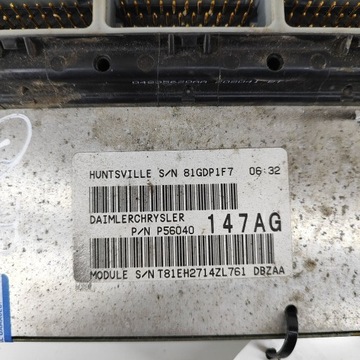 HUNTSVILLE S/N 81GDP1F7 06:32
DAIMLERCHRYSLER
P/N P56040 147AG
MODULE S/N T81EH2714ZL761 DBZAA